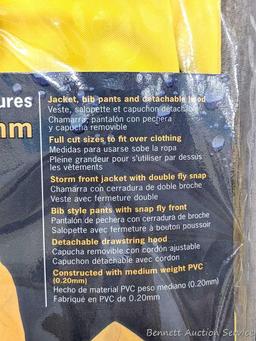 Jacket, bib pants and detachable hood
Veste, salopette et capuchon détachable
Chamarra, pantalón con pechera
y capucha removible
ures
mm
Full cut sizes to fit over clothing
Medidas para usarse sobe la ropa
Pleine grandeur pour s'utiliser par dessus
les vêtements
Storm front jacket with double fly snap
Chamarra con cerradura de doble broche
Veste avec fermeture double
Bib style pants with snap fly front
Pantalón de pechera con cerradura de broche
Salopette avec fermeture à bouton poussoir
Detachable drawstring hood
Capucha removible con cordón ajustable
Capuchon détachable avec cordon
Constructed with medium weight PVC
(0.20mm)
Hecho de material PVC peso mediano (0.20mm)
Fabriqué en PVC de 0.20mm
Bennett Auction Service